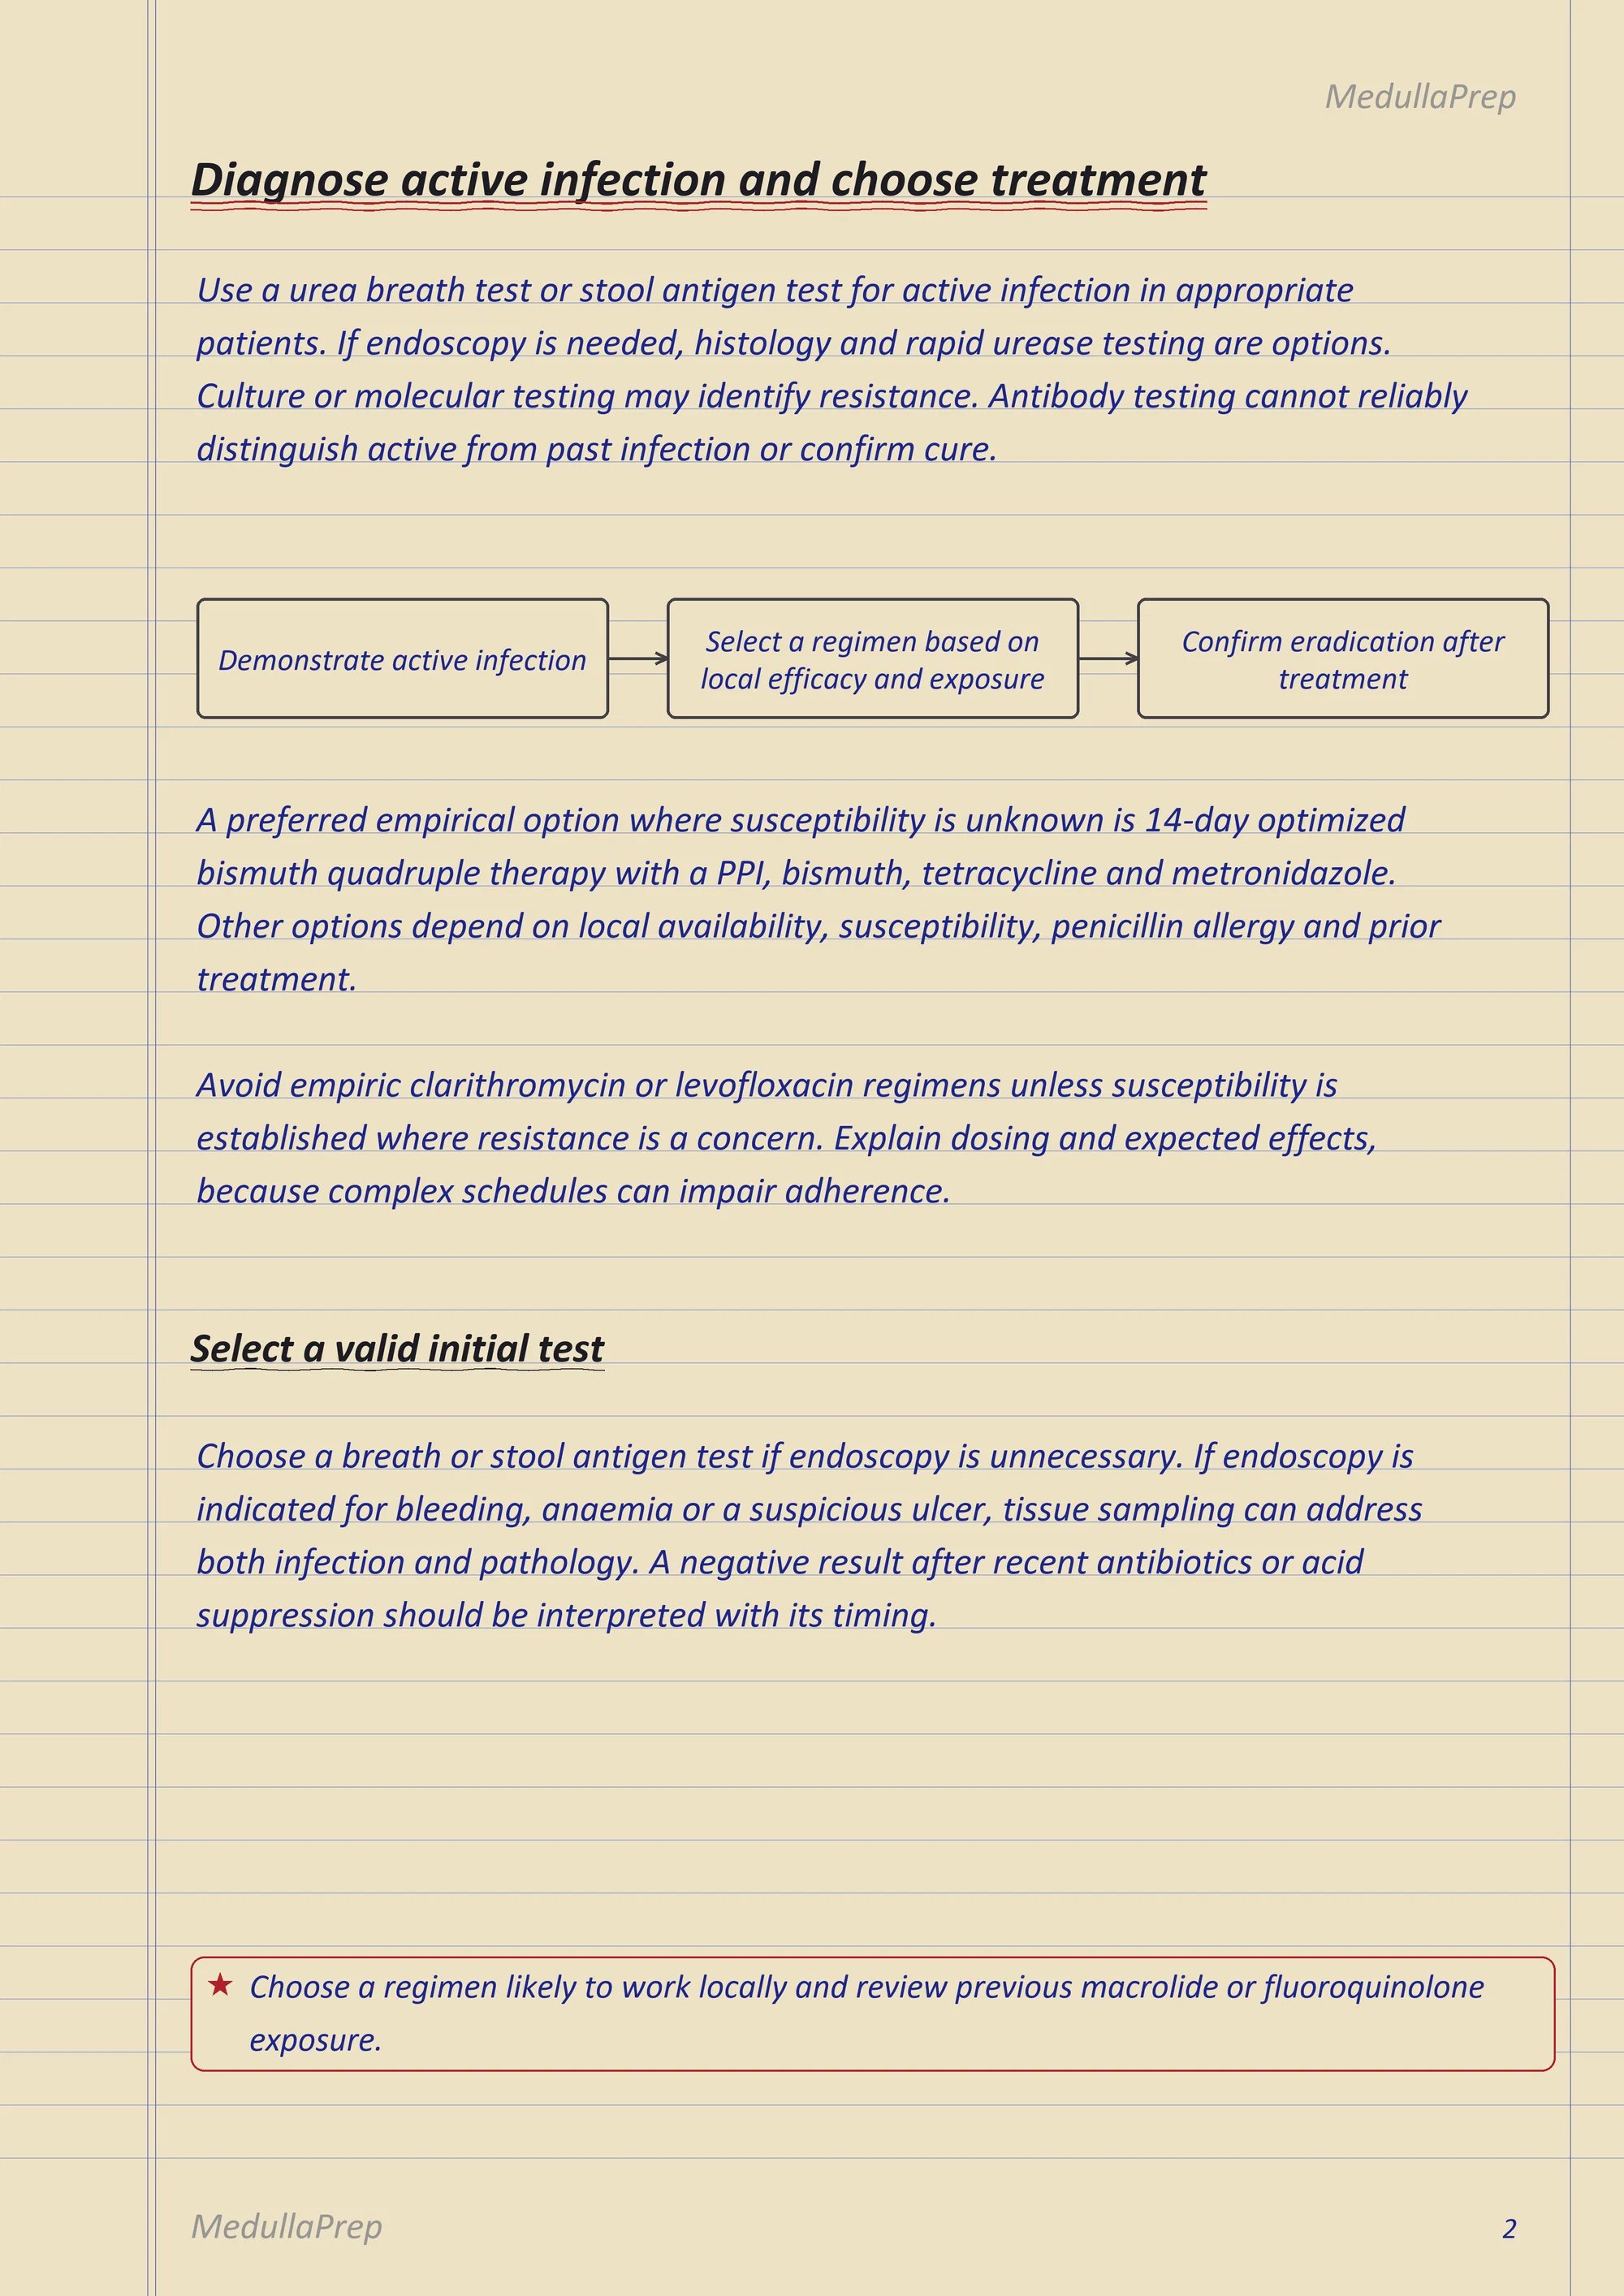 MedullaPrep
Diagnose active infection and choose treatment
Use a urea breath test or stool antigen test for active infection in appropriate
patients. If endoscopy is needed, histology and rapid urease testing are options.
Culture or molecular testing may identify resistance. Antibody testing cannot reliably
distinguish active from past infection or confirm cure.
Demonstrate active infection
Select a regimen based on
local efficacy and exposure
Confirm eradication after
treatment
A preferred empirical option where susceptibility is unknown is 14-day optimized
bismuth quadruple therapy with a PPI, bismuth, tetracycline and metronidazole.
Other options depend on local availability, susceptibility, penicillin allergy and prior
treatment.
Avoid empiric clarithromycin or levofloxacin regimens unless susceptibility is
established where resistance is a concern. Explain dosing and expected effects,
because complex schedules can impair adherence.
Select a valid initial test
Choose a breath or stool antigen test if endoscopy is unnecessary. If endoscopy is
indicated for bleeding, anaemia or a suspicious ulcer, tissue sampling can address
both infection and pathology. A negative result after recent antibiotics or acid
suppression should be interpreted with its timing.
★ Choose a regimen likely to work locally and review previous macrolide or fluoroquinolone
exposure.
MedullaPrep
2